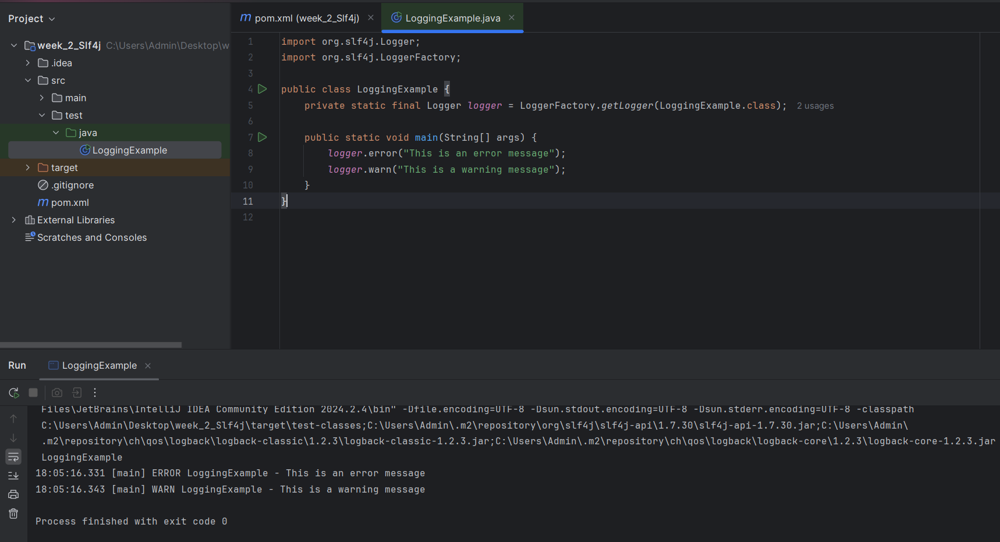 Project
week_2_Slf4j C:\Users\Admin\Desktop\w
.idea
src
main
test
java
LoggingExample
target
.gitignore
pom.xml
External Libraries
Scratches and Consoles
pom.xml (week_2_Slf4j)
LoggingExample.java
1 import org.slf4j.Logger;
2 import org.slf4j.LoggerFactory;
3
4 public class LoggingExample {
5 private static final Logger logger = LoggerFactory.getLogger(LoggingExample.class); 2 usages
6
7 public static void main(String[] args) {
8 logger.error("This is an error message");
9 logger.warn("This is a warning message");
10 }
11 }
12
Run LoggingExample
Files\JetBrains\IntelliJ IDEA Community Edition 2024.2.4\bin" -Dfile.encoding=UTF-8 -Dsun.stdout.encoding=UTF-8 -Dsun.stderr.encoding=UTF-8 -classpath
C:\Users\Admin\Desktop\week_2_Slf4j\target\test-classes;C:\Users\Admin\.m2\repository\org\slf4j\slf4j-api\1.7.30\slf4j-api-1.7.30.jar;C:\Users\Admin\
.m2\repository\ch\qos\logback\logback-classic\1.2.3\logback-classic-1.2.3.jar;C:\Users\Admin\.m2\repository\ch\qos\logback\logback-core\1.2.3\logback-core-1.2.3.jar
LoggingExample
18:05:16.331 [main] ERROR LoggingExample - This is an error message
18:05:16.343 [main] WARN LoggingExample - This is a warning message
Process finished with exit code 0